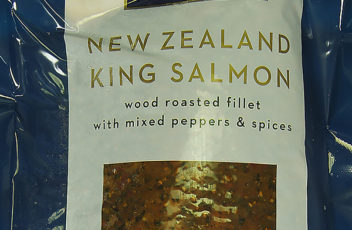 NEW ZEALAND
KING SALMON
wood roasted fillet
with mixed peppers & spices